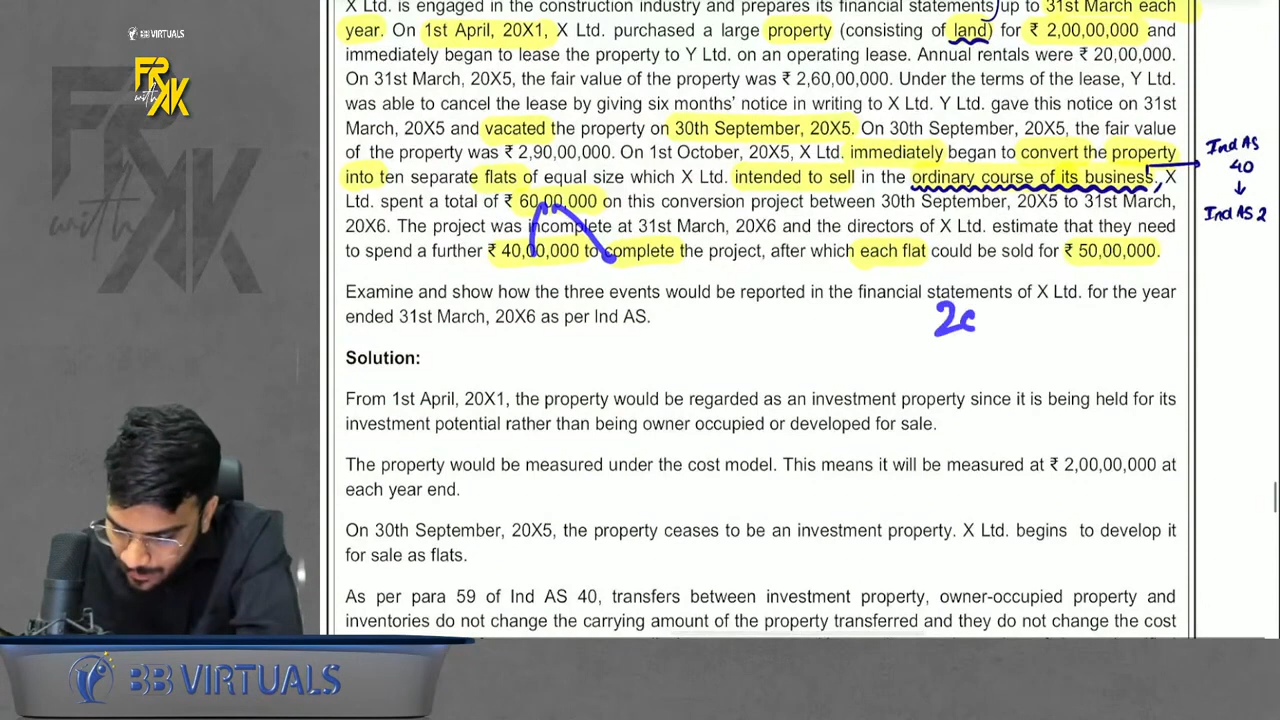 X Ltd. is engaged in the construction industry and prepares its financial statements up to 31st March each
year. On 1st April, 20X1, X Ltd. purchased a large property (consisting of land) for ₹ 2,00,00,000 and
immediately began to lease the property to Y Ltd. on an operating lease. Annual rentals were ₹ 20,00,000.
On 31st March, 20X5, the fair value of the property was ₹ 2,60,00,000. Under the terms of the lease, Y Ltd.
was able to cancel the lease by giving six months' notice in writing to X Ltd. Y Ltd. gave this notice on 31st
March, 20X5 and vacated the property on 30th September, 20X5. On 30th September, 20X5, the fair value
of the property was ₹ 2,90,00,000. On 1st October, 20X5, X Ltd. immediately began to convert the property
into ten separate flats of equal size which X Ltd. intended to sell in the ordinary course of its business. X
Ltd. spent a total of ₹ 60,00,000 on this conversion project between 30th September, 20X5 to 31st March,
20X6. The project was incomplete at 31st March, 20X6 and the directors of X Ltd. estimate that they need
to spend a further ₹ 40,00,000 to complete the project, after which each flat could be sold for ₹ 50,00,000.
Ind AS
40
↓
Ind AS 2
Examine and show how the three events would be reported in the financial statements of X Ltd. for the year
ended 31st March, 20X6 as per Ind AS.
2c
Solution:
From 1st April, 20X1, the property would be regarded as an investment property since it is being held for its
investment potential rather than being owner occupied or developed for sale.
The property would be measured under the cost model. This means it will be measured at ₹ 2,00,00,000 at
each year end.
On 30th September, 20X5, the property ceases to be an investment property. X Ltd. begins to develop it
for sale as flats.
As per para 59 of Ind AS 40, transfers between investment property, owner-occupied property and
inventories do not change the carrying amount of the property transferred and they do not change the cost
BB VIRTUALS
FR
with
AK
FR
with
AK
BB VIRTUALS